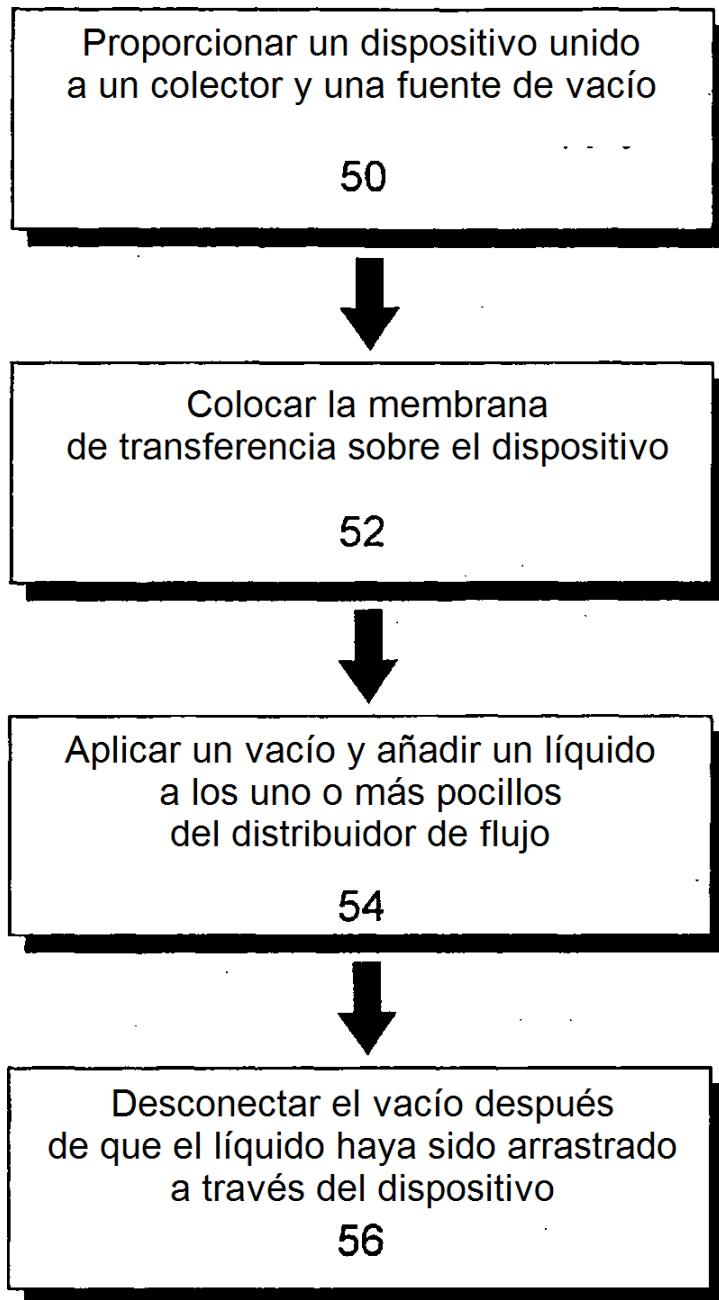 Proporcionar un dispositivo unido
a un colector y una fuente de vacío
50
Colocar la membrana
de transferencia sobre el dispositivo
52
Aplicar un vacío y añadir un líquido
a los uno o más pocillos
del distribuidor de flujo
54
Desconectar el vacío después
de que el líquido haya sido arrastrado
a través del dispositivo
56